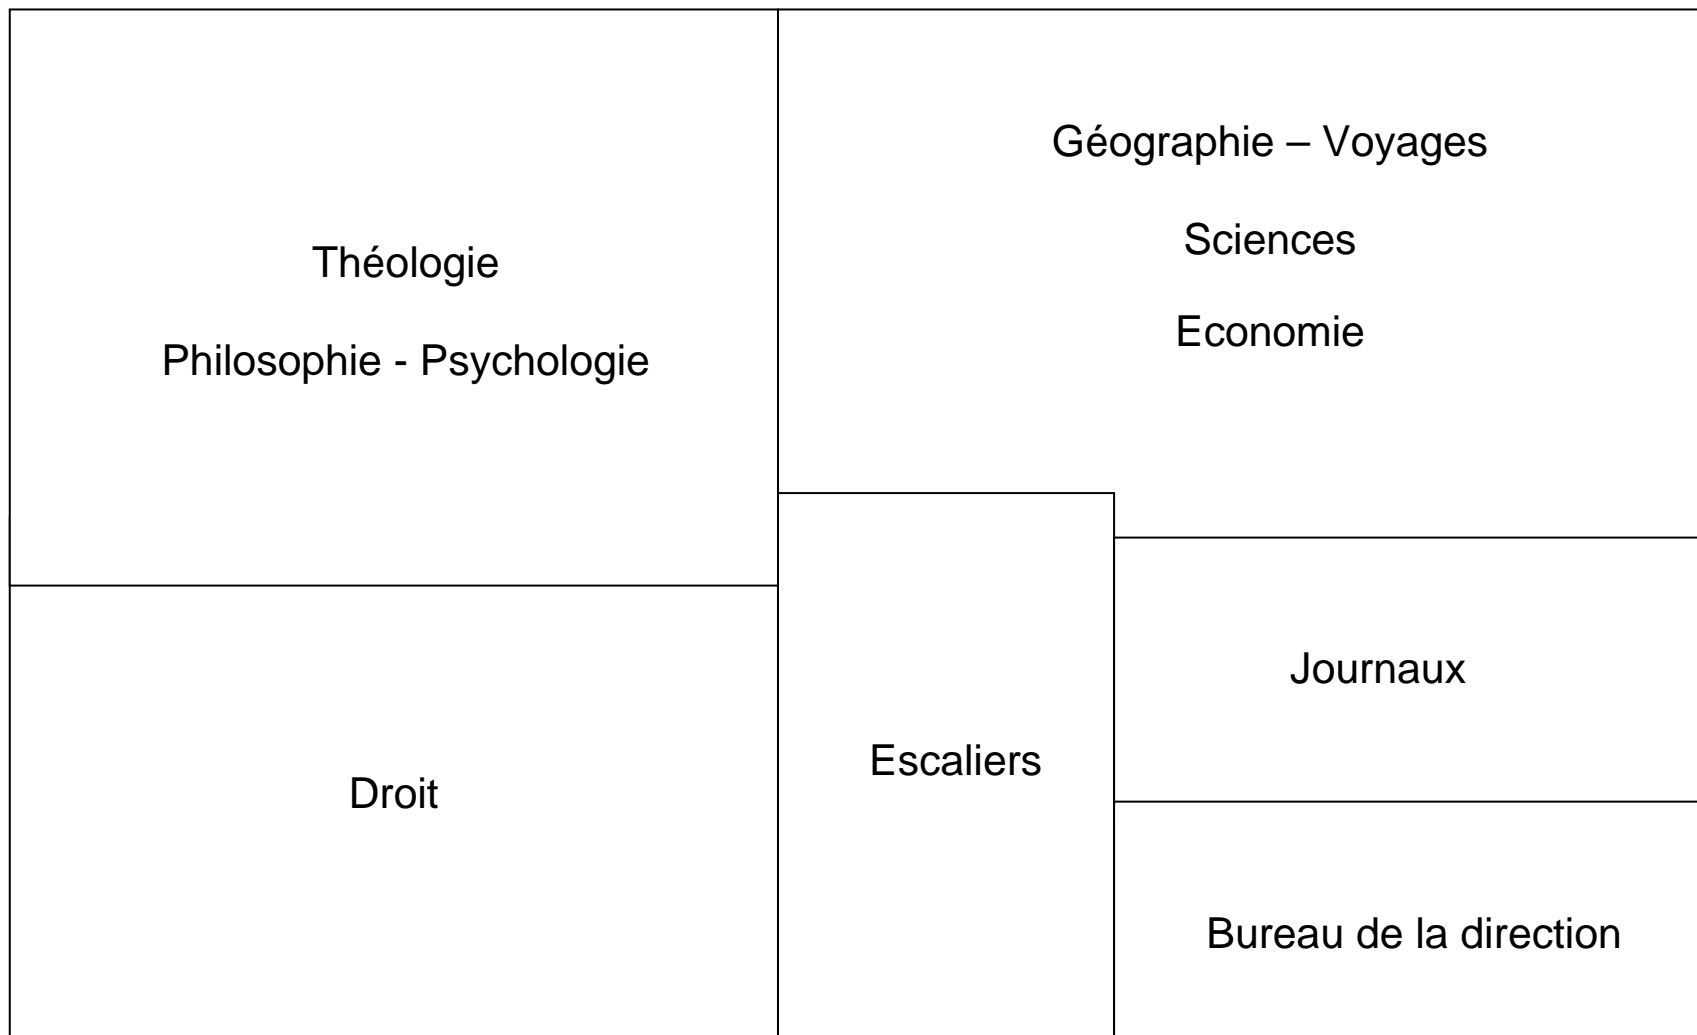 Théologie
Philosophie - Psychologie
Géographie – Voyages
Sciences
Economie
Droit
Escaliers
Journaux
Bureau de la direction